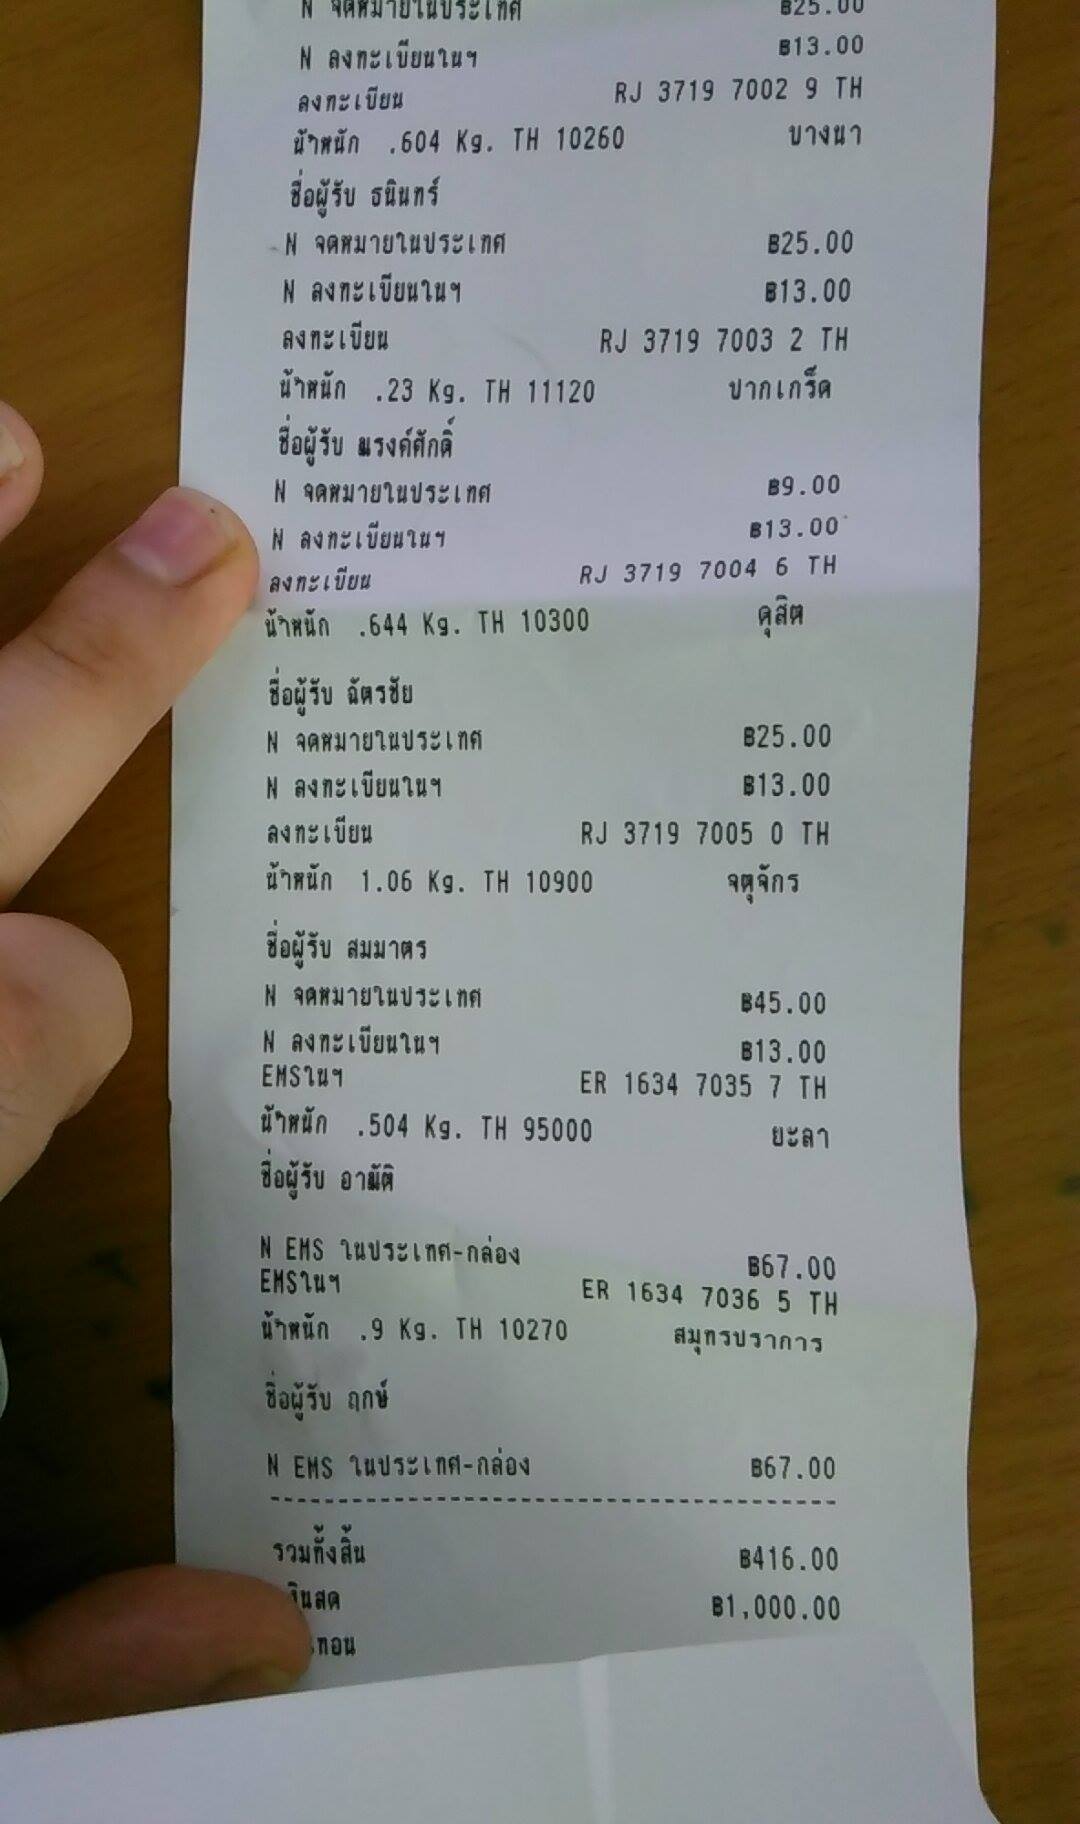 N จดหมายในประเทศ ฿25.00
N ลงทะเบียนในฯ ฿13.00
ลงทะเบียน RJ 3719 7002 9 TH
น้ำหนัก .604 Kg. TH 10260 บางนา
ชื่อผู้รับ ธนินทร์
N จดหมายในประเทศ ฿25.00
N ลงทะเบียนในฯ ฿13.00
ลงทะเบียน RJ 3719 7003 2 TH
น้ำหนัก .23 Kg. TH 11120 ปากเกร็ด
ชื่อผู้รับ ณรงค์ศักดิ์
N จดหมายในประเทศ ฿9.00
N ลงทะเบียนในฯ ฿13.00
ลงทะเบียน RJ 3719 7004 6 TH
น้ำหนัก .644 Kg. TH 10300 ดุสิต
ชื่อผู้รับ ฉัตรชัย
N จดหมายในประเทศ ฿25.00
N ลงทะเบียนในฯ ฿13.00
ลงทะเบียน RJ 3719 7005 0 TH
น้ำหนัก 1.06 Kg. TH 10900 จตุจักร
ชื่อผู้รับ สมมาตร
N จดหมายในประเทศ ฿45.00
N ลงทะเบียนในฯ ฿13.00
EMSในฯ ER 1634 7035 7 TH
น้ำหนัก .504 Kg. TH 95000 ยะลา
ชื่อผู้รับ อาณัติ
N EMS ในประเทศ-กล่อง ฿67.00
EMSในฯ ER 1634 7036 5 TH
น้ำหนัก .9 Kg. TH 10270 สมุทรปราการ
ชื่อผู้รับ ฤกษ์
N EMS ในประเทศ-กล่อง ฿67.00
รวมทั้งสิ้น ฿416.00
เงินสด ฿1,000.00